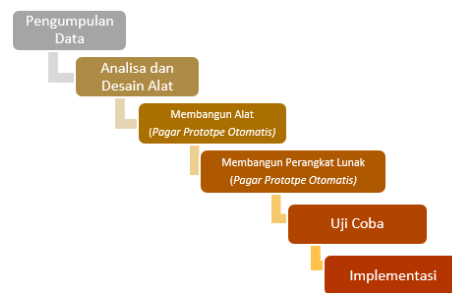 Pengumpulan
Data
Analisa dan
Desain Alat
Membangun Alat
(Pagar Prototpe Otomatis)
Membangun Perangkat Lunak
(Pagar Prototpe Otomatis)
Uji Coba
Implementasi